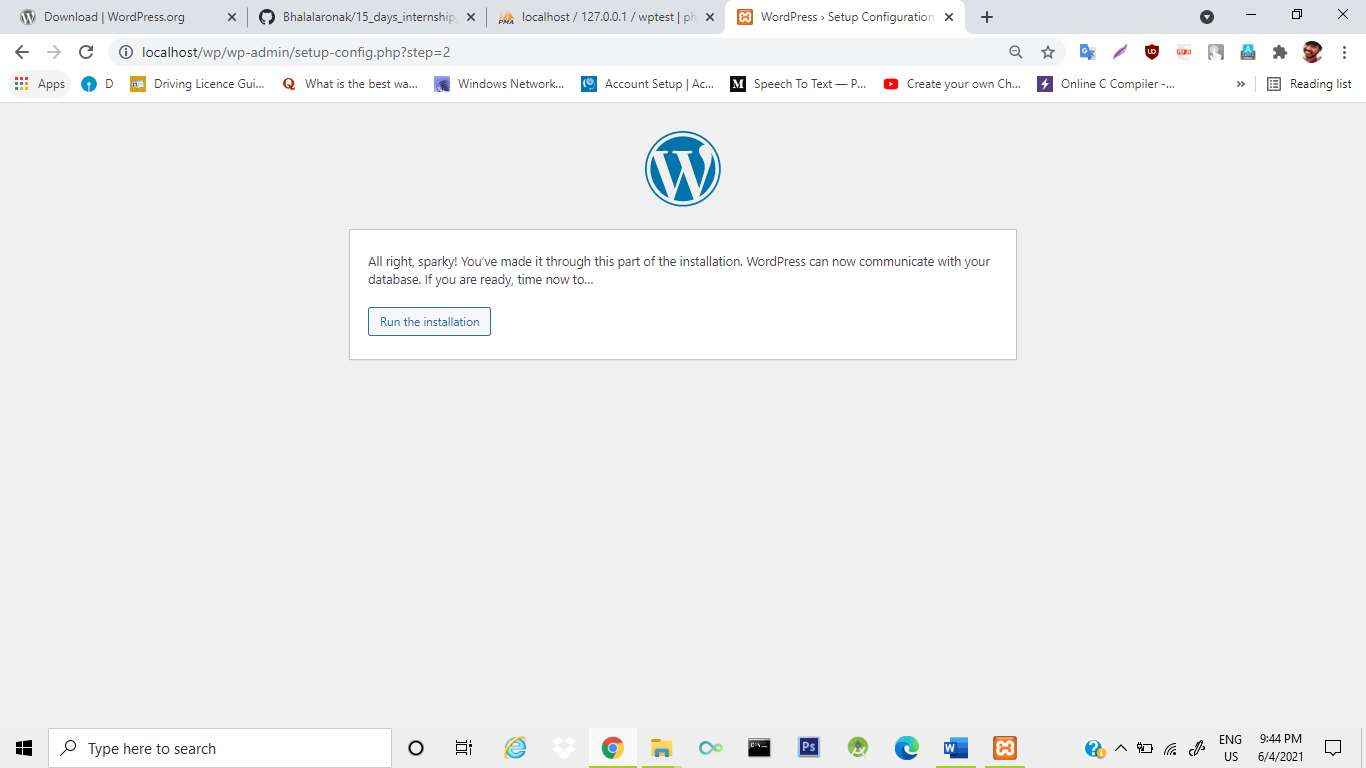 Download | WordPress.org
Bhalalaronak/15_days_internship_
localhost / 127.0.0.1 / wptest | ph
WordPress › Setup Configuration
localhost/wp/wp-admin/setup-config.php?step=2
Apps
D
Driving Licence Gui...
What is the best wa...
Windows Network...
Account Setup | Ac...
Speech To Text — P...
Create your own Ch...
Online C Compiler -...
»
Reading list
All right, sparky! You’ve made it through this part of the installation. WordPress can now communicate with your
database. If you are ready, time now to…
Run the installation
Type here to search
Ps
ENG
US
9:44 PM
6/4/2021